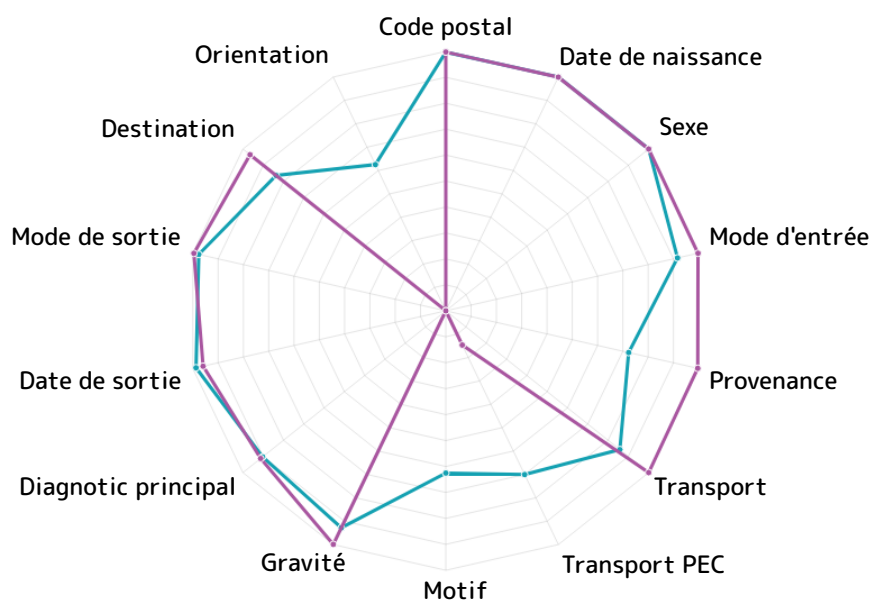 Code postal
Date de naissance
Sexe
Mode d'entrée
Provenance
Transport
Transport PEC
Motif
Gravité
Diagnotic principal
Date de sortie
Mode de sortie
Destination
Orientation